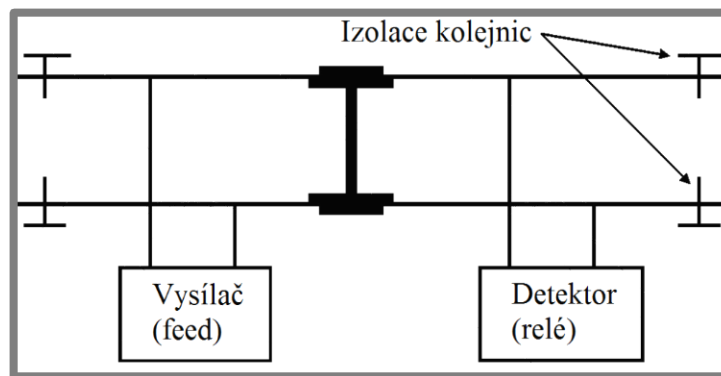 Izolace kolejnic
Vysílač
(feed)
Detektor
(relé)